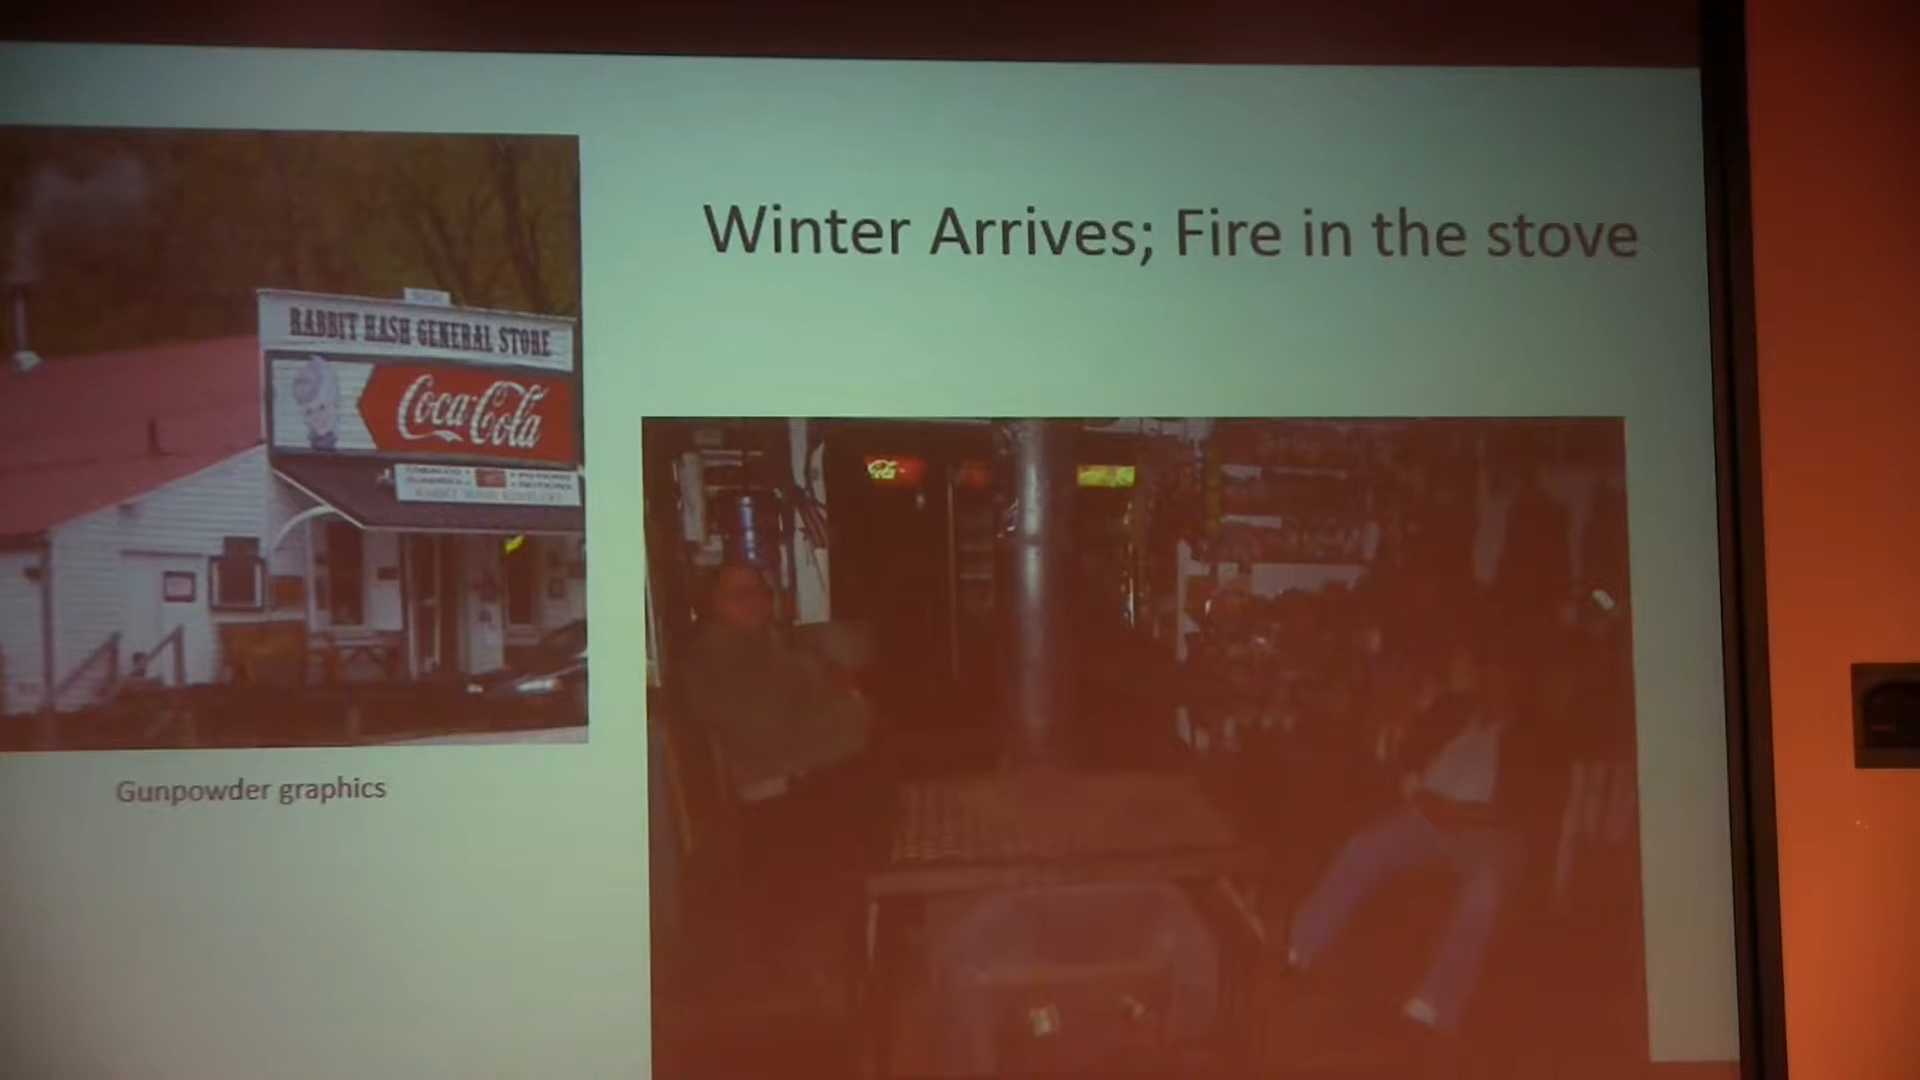 Winter Arrives; Fire in the stove
RABBIT HASH GENERAL STORE
Coca-Cola
Gunpowder graphics